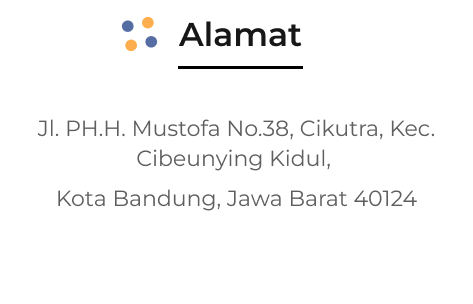 Alamat
Jl. PH.H. Mustofa No.38, Cikutra, Kec.
Cibeunying Kidul,
Kota Bandung, Jawa Barat 40124